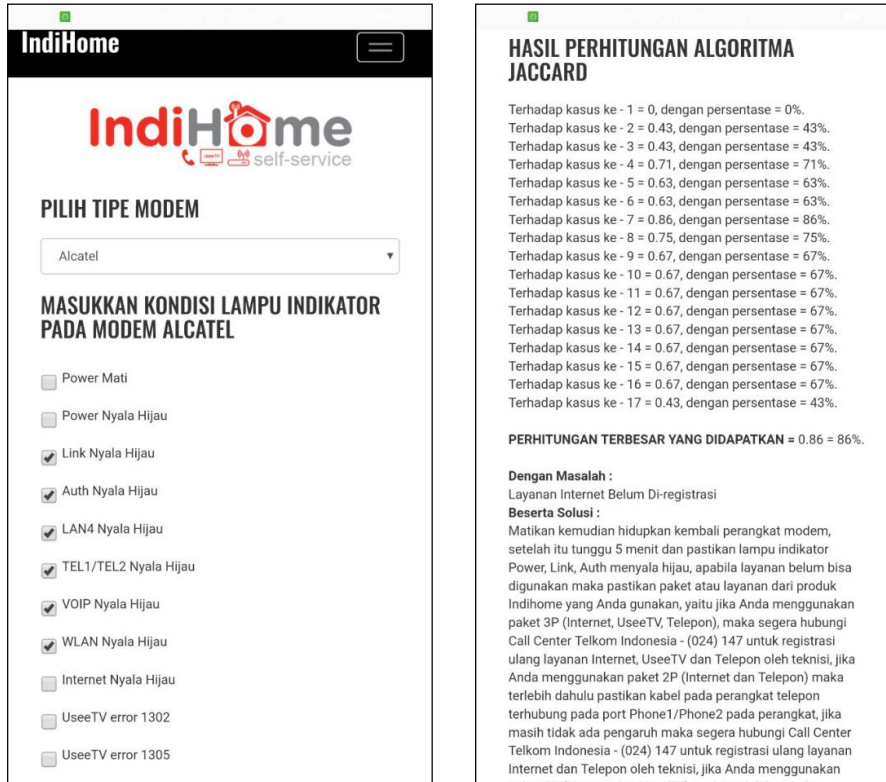 IndiHome
IndiHome
self-service
PILIH TIPE MODEM
Alcatel
MASUKKAN KONDISI LAMPU INDIKATOR
PADA MODEM ALCATEL
Power Mati
Power Nyala Hijau
Link Nyala Hijau
Auth Nyala Hijau
LAN4 Nyala Hijau
TEL1/TEL2 Nyala Hijau
VOIP Nyala Hijau
WLAN Nyala Hijau
Internet Nyala Hijau
UseeTV error 1302
UseeTV error 1305
HASIL PERHITUNGAN ALGORITMA
JACCARD
Terhadap kasus ke - 1 = 0, dengan persentase = 0%.
Terhadap kasus ke - 2 = 0.43, dengan persentase = 43%.
Terhadap kasus ke - 3 = 0.43, dengan persentase = 43%.
Terhadap kasus ke - 4 = 0.71, dengan persentase = 71%.
Terhadap kasus ke - 5 = 0.63, dengan persentase = 63%.
Terhadap kasus ke - 6 = 0.63, dengan persentase = 63%.
Terhadap kasus ke - 7 = 0.86, dengan persentase = 86%.
Terhadap kasus ke - 8 = 0.75, dengan persentase = 75%.
Terhadap kasus ke - 9 = 0.67, dengan persentase = 67%.
Terhadap kasus ke - 10 = 0.67, dengan persentase = 67%.
Terhadap kasus ke - 11 = 0.67, dengan persentase = 67%.
Terhadap kasus ke - 12 = 0.67, dengan persentase = 67%.
Terhadap kasus ke - 13 = 0.67, dengan persentase = 67%.
Terhadap kasus ke - 14 = 0.67, dengan persentase = 67%.
Terhadap kasus ke - 15 = 0.67, dengan persentase = 67%.
Terhadap kasus ke - 16 = 0.67, dengan persentase = 67%.
Terhadap kasus ke - 17 = 0.43, dengan persentase = 43%.
PERHITUNGAN TERBESAR YANG DIDAPATKAN = 0.86 = 86%.
Dengan Masalah :
Layanan Internet Belum Di-registrasi
Beserta Solusi :
Matikan kemudian hidupkan kembali perangkat modem,
setelah itu tunggu 5 menit dan pastikan lampu indikator
Power, Link, Auth menyala hijau, apabila layanan belum bisa
digunakan maka pastikan paket atau layanan dari produk
Indihome yang Anda gunakan, yaitu jika Anda menggunakan
paket 3P (Internet, UseeTV, Telepon), maka segera hubungi
Call Center Telkom Indonesia - (024) 147 untuk registrasi
ulang layanan Internet, UseeTV dan Telepon oleh teknisi, jika
Anda menggunakan paket 2P (Internet dan Telepon) maka
terlebih dahulu pastikan kabel pada perangkat telepon
terhubung pada port Phone1/Phone2 pada perangkat, jika
masih tidak ada pengaruh maka segera hubungi Call Center
Telkom Indonesia - (024) 147 untuk registrasi ulang layanan
Internet dan Telepon oleh teknisi, jika Anda menggunakan